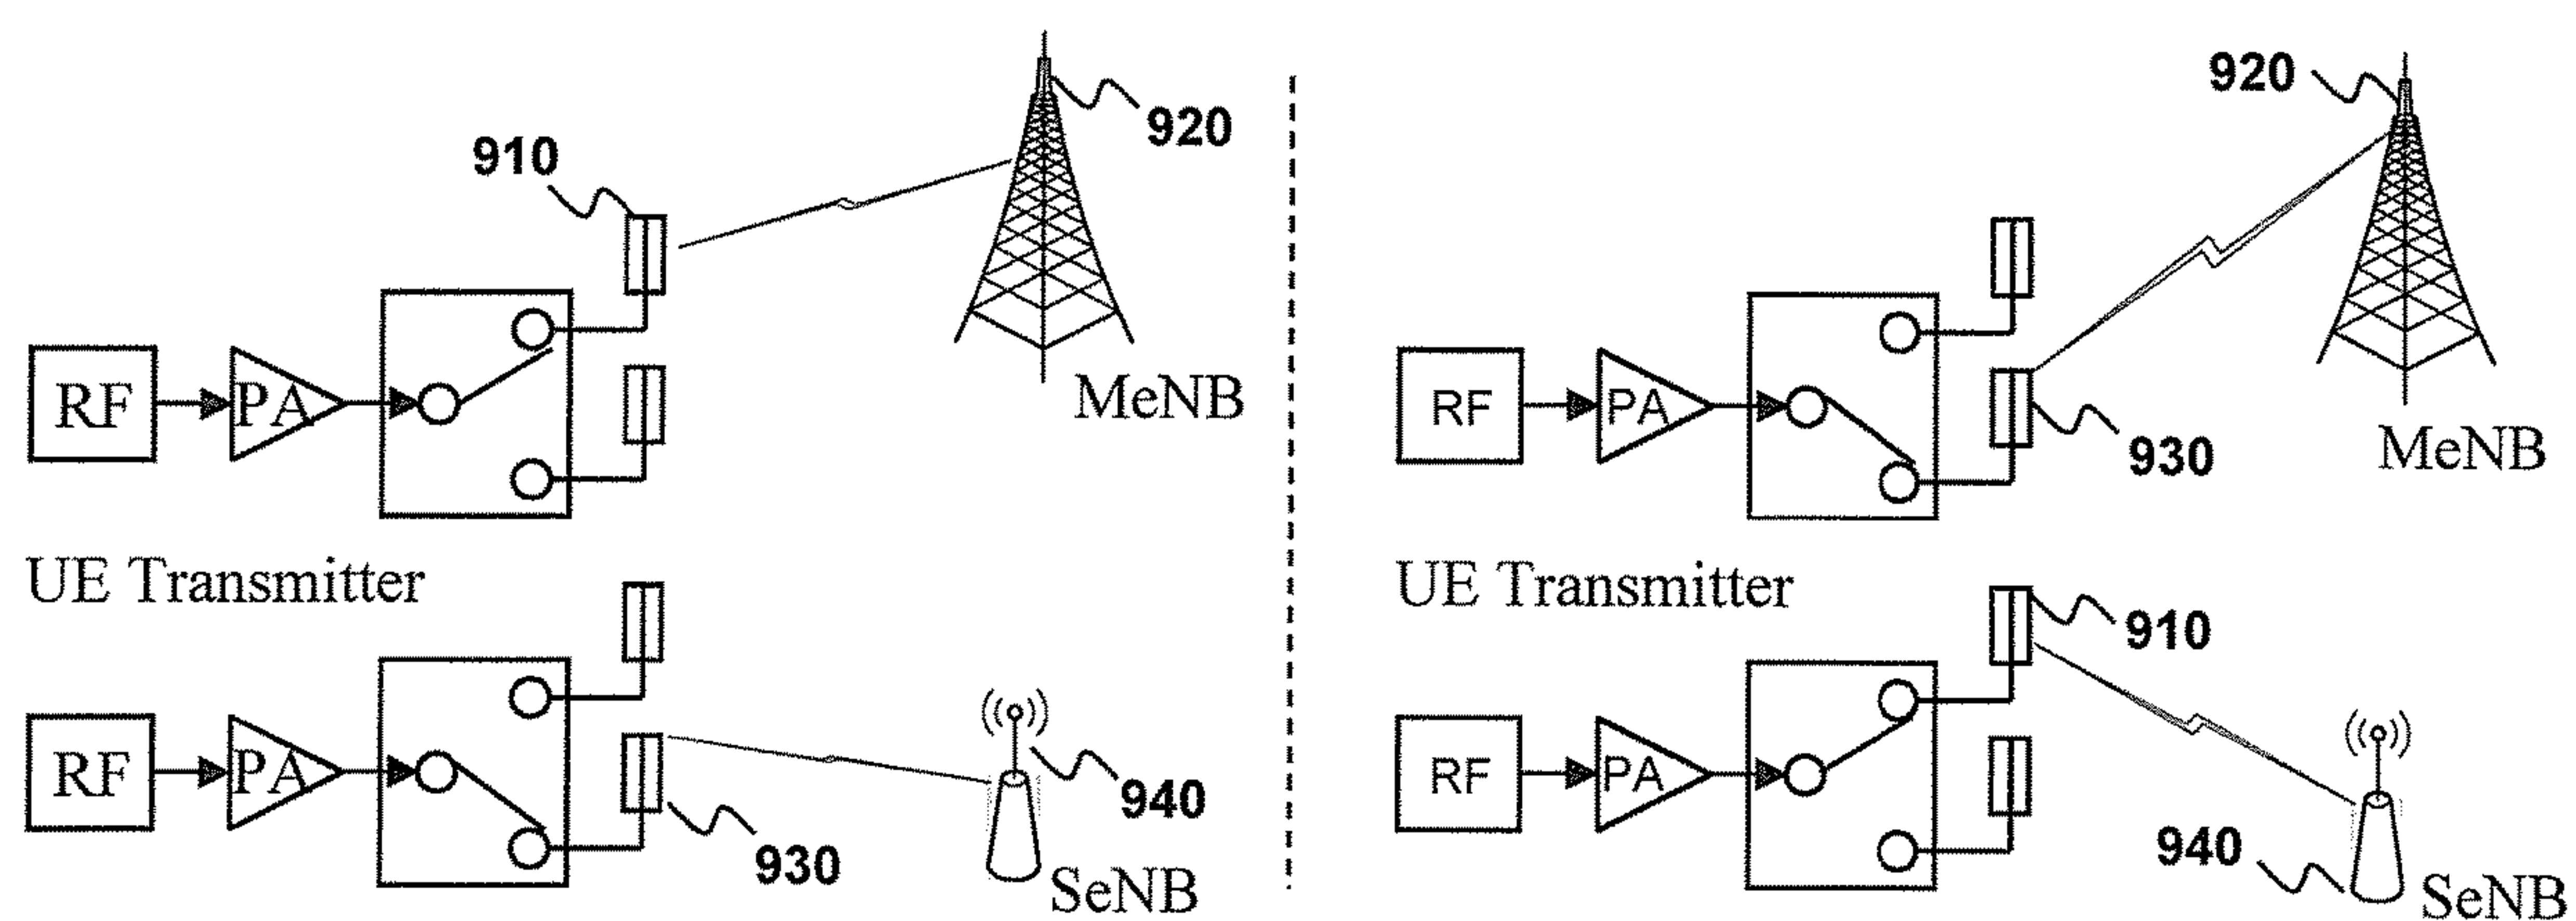 920
910
RF
PA
MeNB
UE Transmitter
RF
PA
940
930
SeNB
920
RF
PA
930
MeNB
UE Transmitter
910
RF
PA
940
SeNB